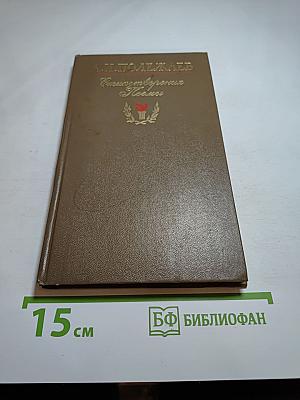 А.И.ПОЛЕЖАЕВ
Стихотворения
Поэмы
15 см
БФ БИБЛИОФАН